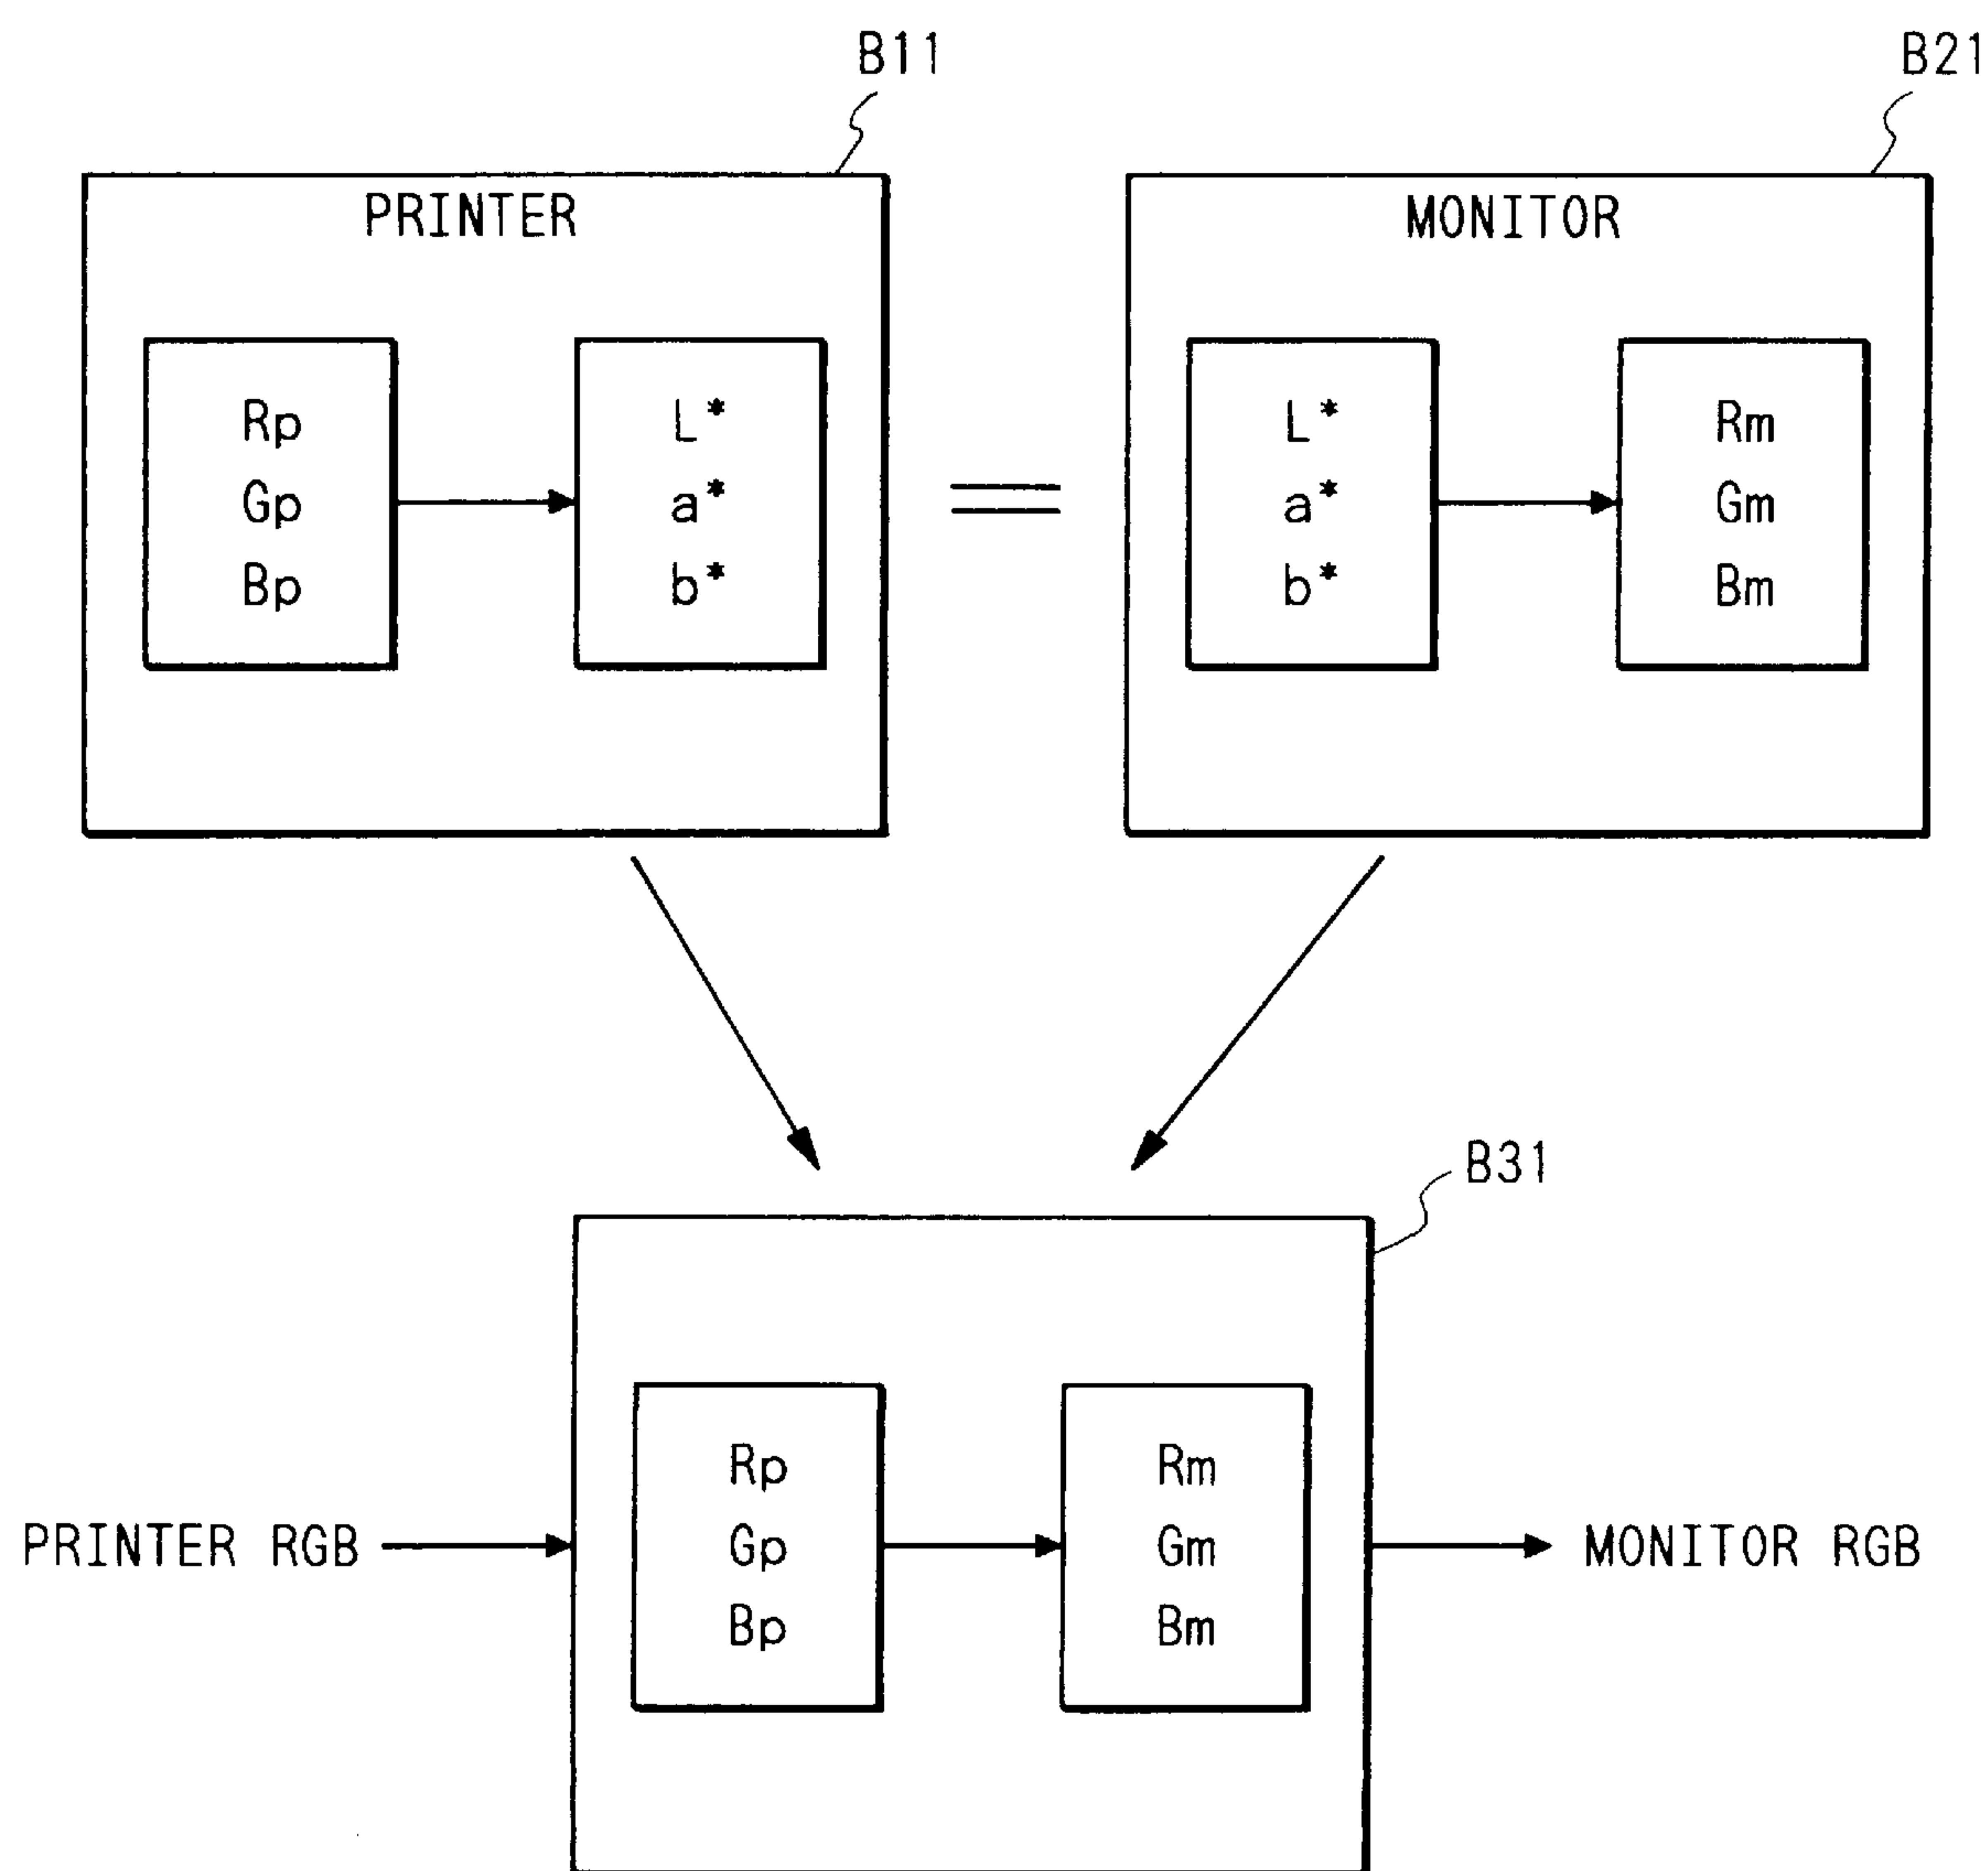 B11
B21
PRINTER
MONITOR
Rp
Gp
Bp
L*
a*
b*
L*
a*
b*
Rm
Gm
Bm
B31
PRINTER RGB
Rp
Gp
Bp
Rm
Gm
Bm
MONITOR RGB